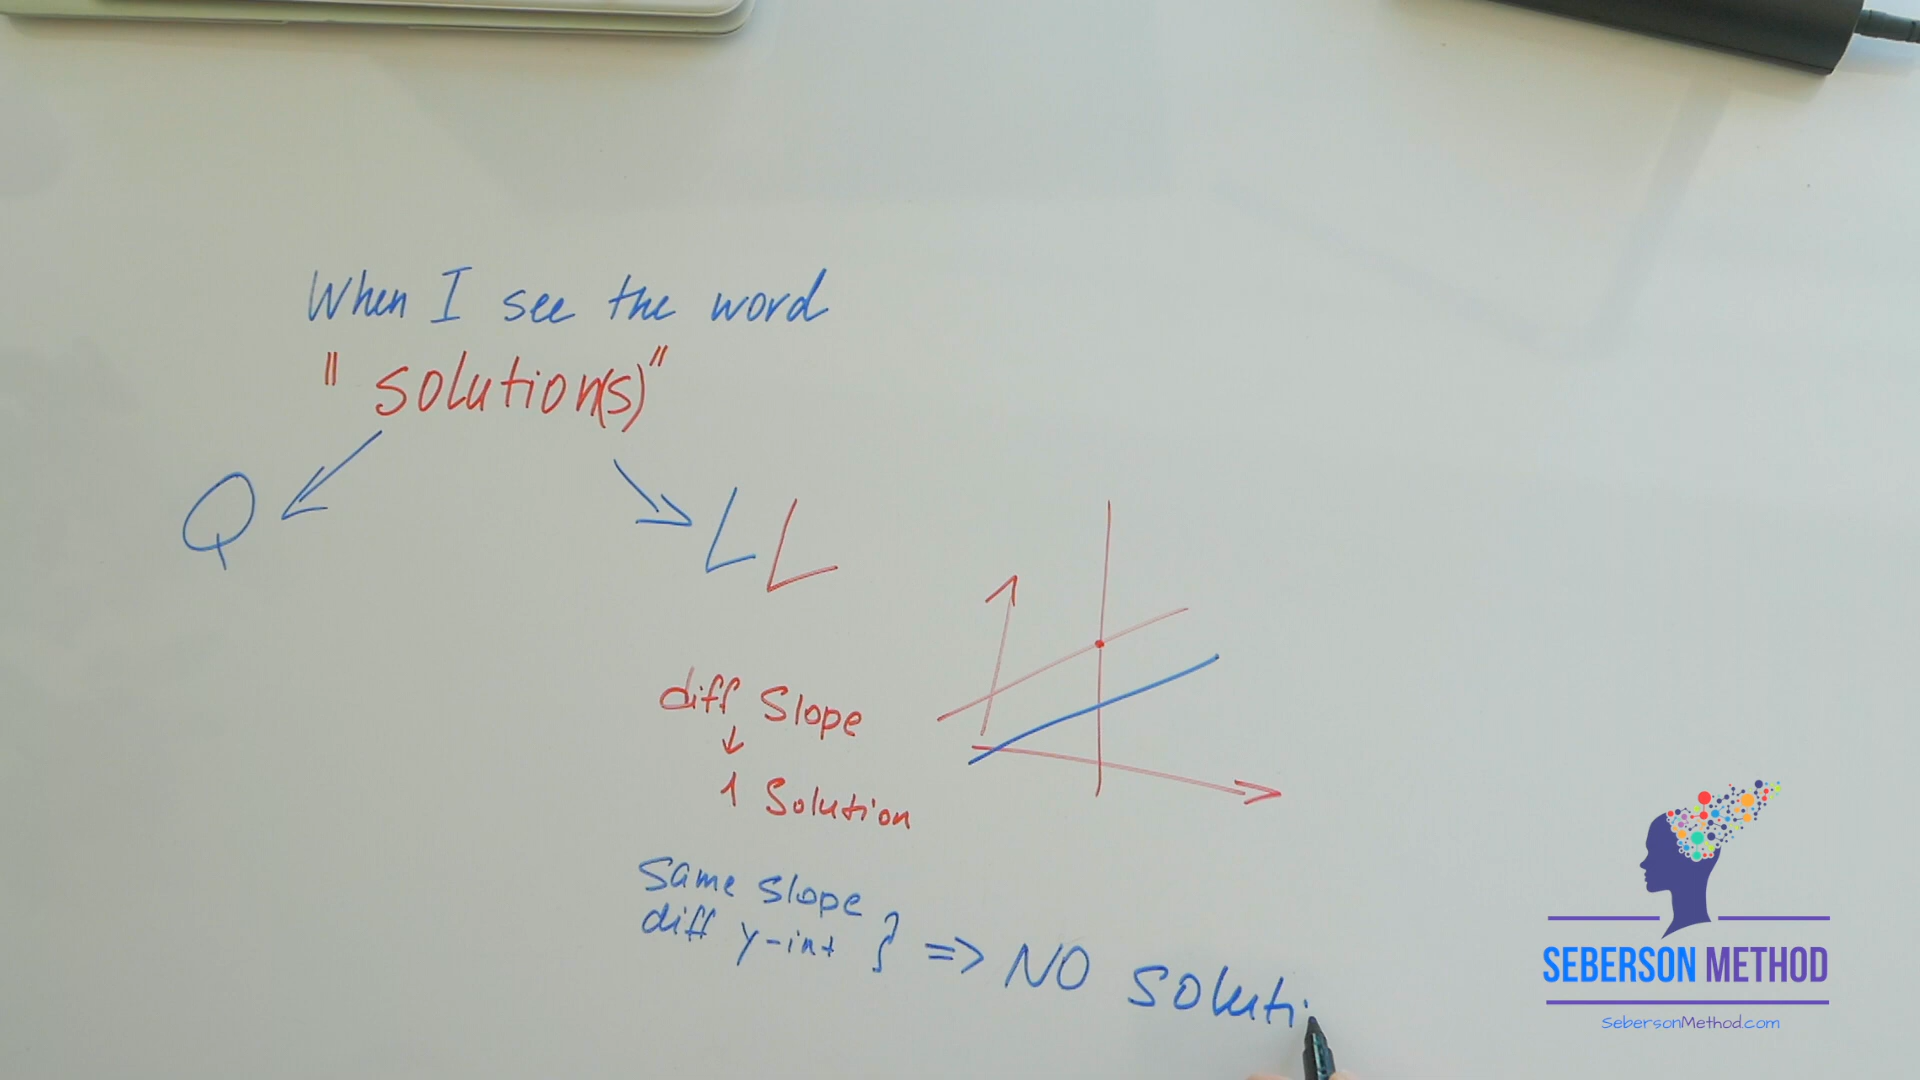 When I see the word
"solution(s)"
Q
LL
diff Slope
↓
1 Solution
same slope
diff y-int } => NO soluti
SEBERSON METHOD
SebersonMethod.com